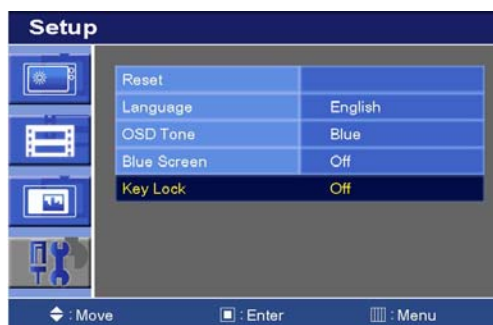 Setup
Reset
Language English
OSD Tone Blue
Blue Screen Off
Key Lock Off
: Move : Enter : Menu